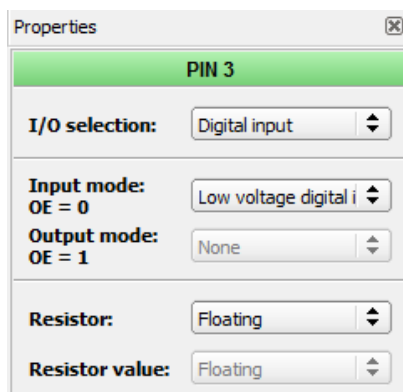 Properties
PIN 3
I/O selection: Digital input
Input mode: OE = 0 Low voltage digital i
Output mode: OE = 1 None
Resistor: Floating
Resistor value: Floating